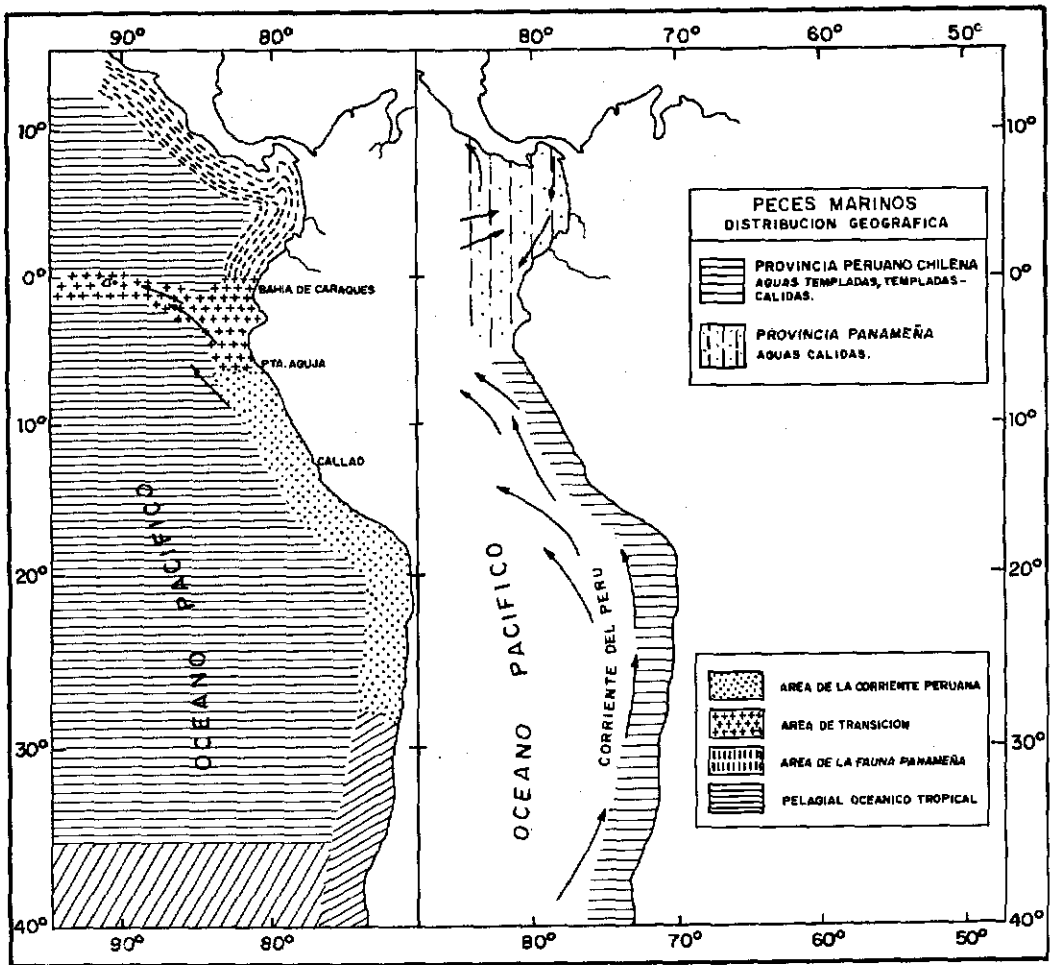 90° 80° 80° 70° 60° 50°
10° 10°
0° 0°
10° 10°
20° 20°
30° 30°
40° 40°
90° 80° 80° 70° 60° 50°
BAHIA DE CARAQUES
PTA. AGUJA
CALLAO
OCEANO PACIFICO
OCEANO PACIFICO
CORRIENTE DEL PERU
PECES MARINOS
DISTRIBUCION GEOGRAFICA
PROVINCIA PERUANO CHILENA
AGUAS TEMPLADAS, TEMPLADAS-
CALIDAS.
PROVINCIA PANAMEÑA
AGUAS CALIDAS.
AREA DE LA CORRIENTE PERUANA
AREA DE TRANSICION
AREA DE LA FAUNA PANAMEÑA
PELAGIAL OCEANICO TROPICAL